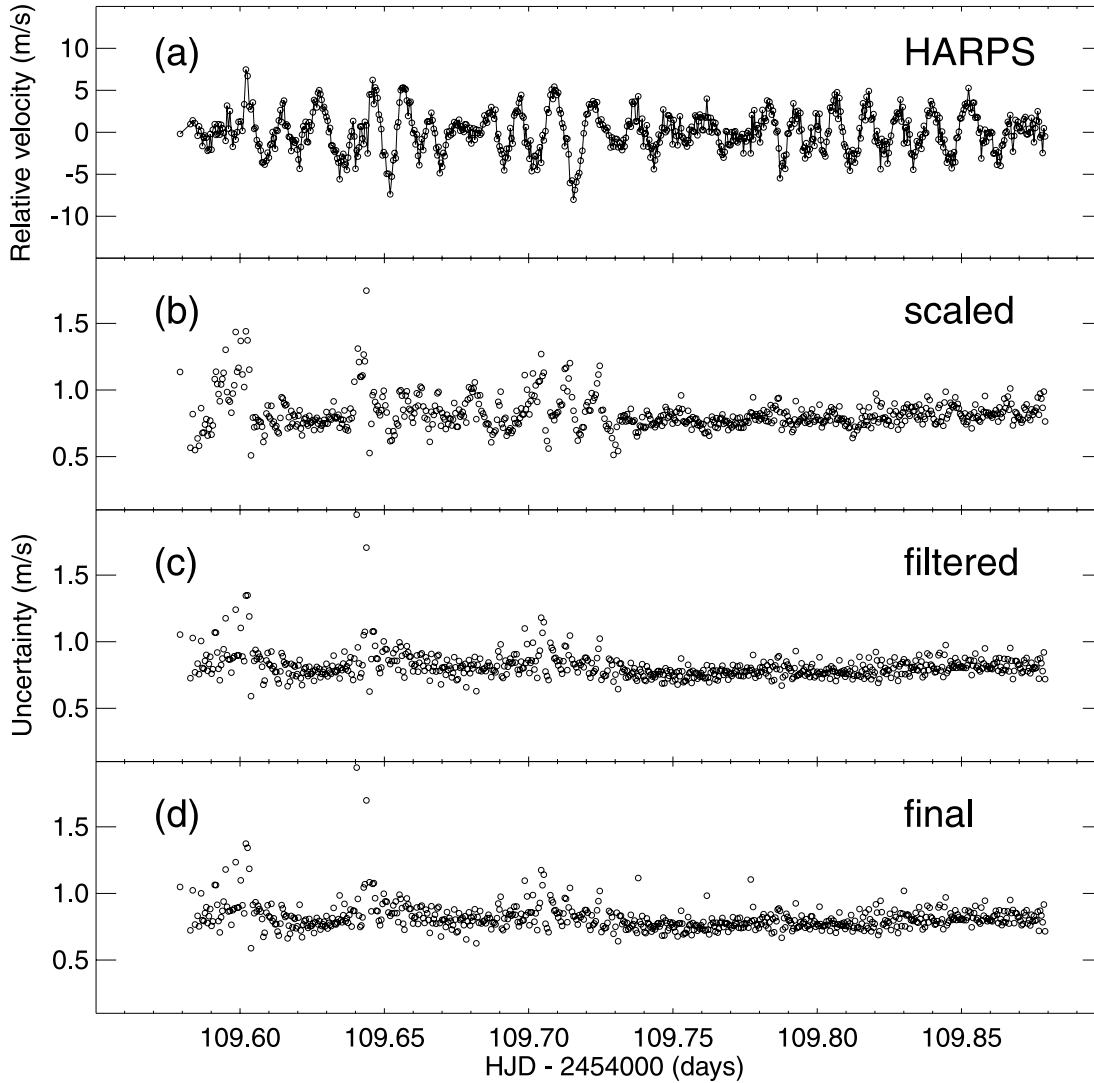 (a) HARPS
Relative velocity (m/s)
10
5
0
-5
-10
(b) scaled
1.5
1.0
0.5
(c) filtered
Uncertainty (m/s)
1.5
1.0
0.5
(d) final
1.5
1.0
0.5
109.60 109.65 109.70 109.75 109.80 109.85
HJD - 2454000 (days)